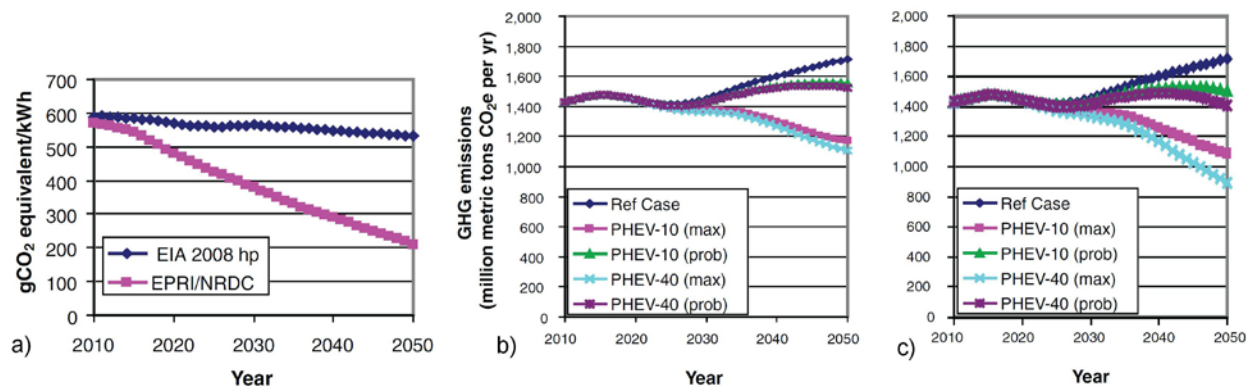 a)
gCO₂ equivalent/kWh
700
600
500
400
300
200
100
0
EIA 2008 hp
EPRI/NRDC
2010 2020 2030 2040 2050
Year
b)
GHG emissions
(million metric tons CO₂e per yr)
2,000
1,800
1,600
1,400
1,200
1,000
800
600
400
200
0
Ref Case
PHEV-10 (max)
PHEV-10 (prob)
PHEV-40 (max)
PHEV-40 (prob)
2010 2020 2030 2040 2050
Year
c)
2,000
1,800
1,600
1,400
1,200
1,000
800
600
400
200
0
Ref Case
PHEV-10 (max)
PHEV-10 (prob)
PHEV-40 (max)
PHEV-40 (prob)
2010 2020 2030 2040 2050
Year